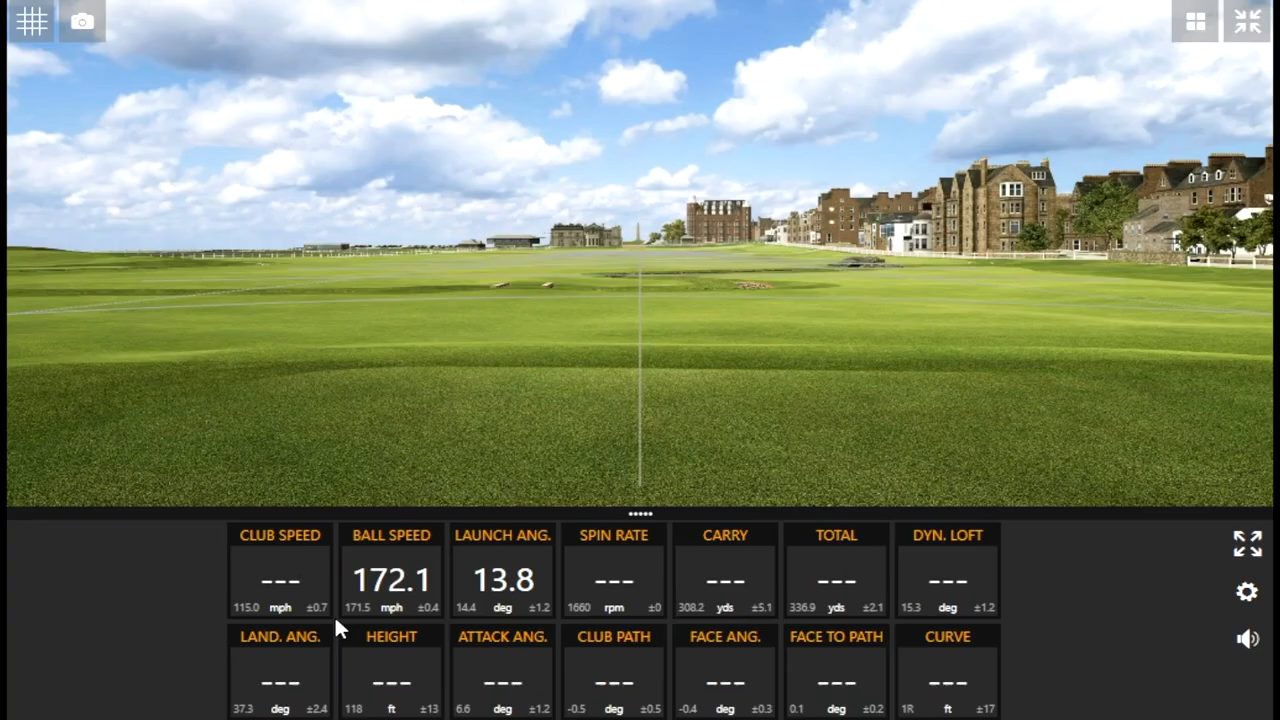 CLUB SPEED BALL SPEED LAUNCH ANG. SPIN RATE CARRY TOTAL DYN. LOFT
--- 172.1 13.8 --- --- --- ---
115.0 mph ±0.7 171.5 mph ±0.4 14.4 deg ±1.2 1660 rpm ±0 308.2 yds ±5.1 336.9 yds ±2.1 15.3 deg ±1.2
LAND. ANG. HEIGHT ATTACK ANG. CLUB PATH FACE ANG. FACE TO PATH CURVE
--- --- --- --- --- --- ---
37.3 deg ±2.4 118 ft ±13 6.6 deg ±1.2 -0.5 deg ±0.5 -0.4 deg ±0.3 0.1 deg ±0.2 1R ft ±17